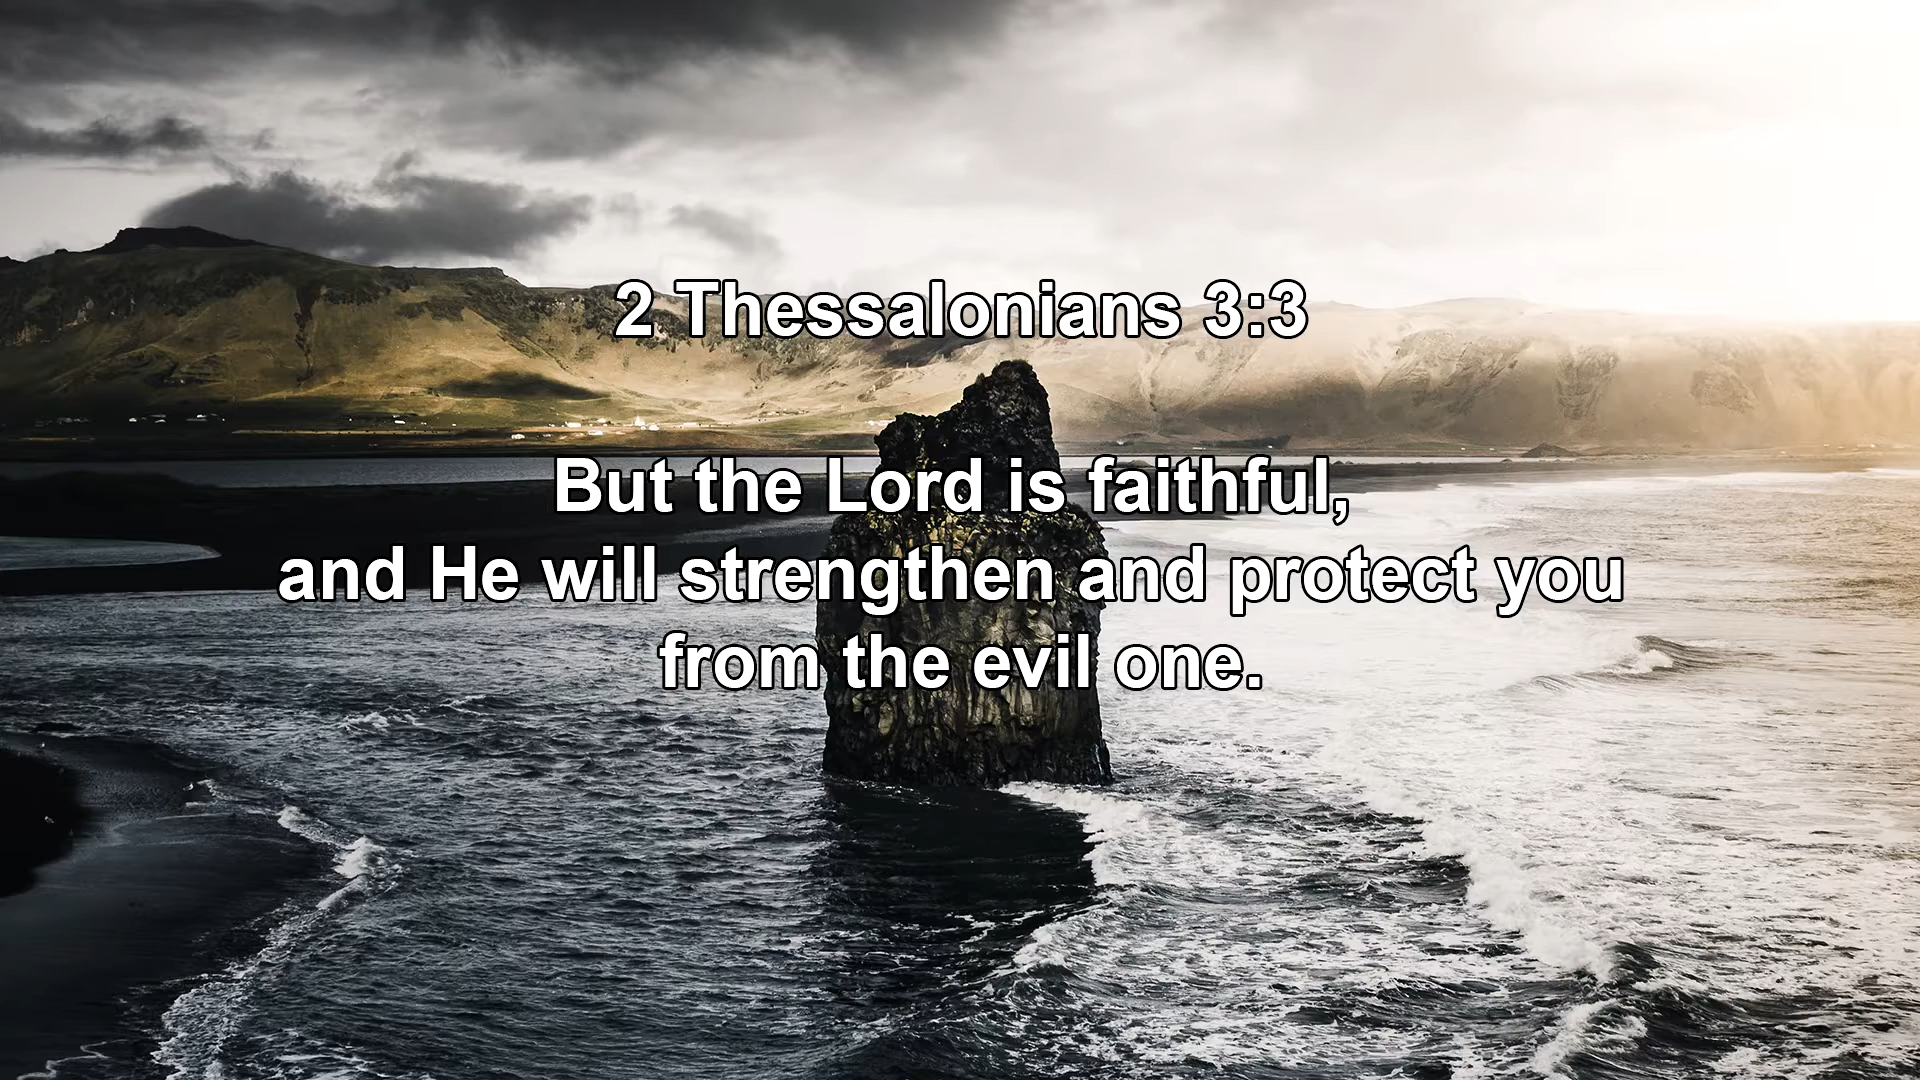 2 Thessalonians 3:3
But the Lord is faithful,
and He will strengthen and protect you
from the evil one.